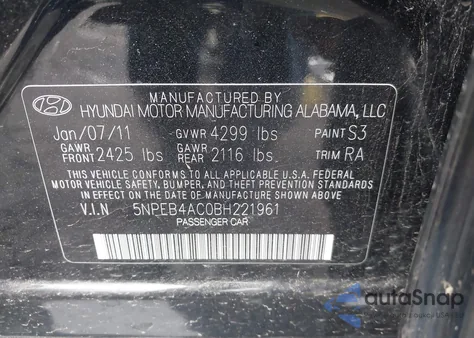 MANUFACTURED BY
HYUNDAI MOTOR MANUFACTURING ALABAMA, LLC
Jan/07/11 GVWR 4299 lbs PAINT S3
GAWR FRONT 2425 lbs GAWR REAR 2116 lbs. TRIM RA
THIS VEHICLE CONFORMS TO ALL APPLICABLE U.S.A. FEDERAL
MOTOR VEHICLE SAFETY, BUMPER, AND THEFT PREVENTION STANDARDS
IN EFFECT ON THE DATE OF MANUFACTURE SHOWN ABOVE
V.I.N 5NPEB4AC0BH221961
PASSENGER CAR
autoSnap